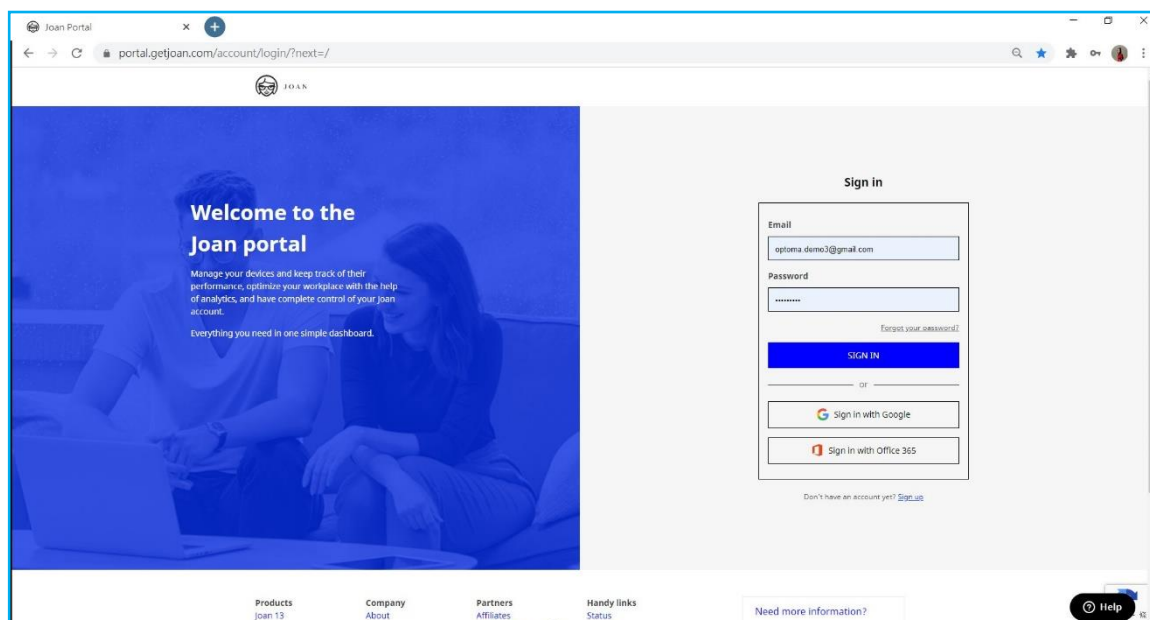 Joan Portal
portal.getjoan.com/account/login/?next=/
JOAN
Welcome to the
Joan portal
Manage your devices and keep track of their
performance, optimize your workplace with the help
of analytics, and have complete control of your Joan
account.
Everything you need in one simple dashboard.
Sign in
Email
optoma.demo3@gmail.com
Password
Forgot your password?
SIGN IN
or
Sign in with Google
Sign in with Office 365
Don't have an account yet? Sign up
Products
Company
Partners
Handy links
Joan 13
About
Affiliates
Status
Need more information?
Help